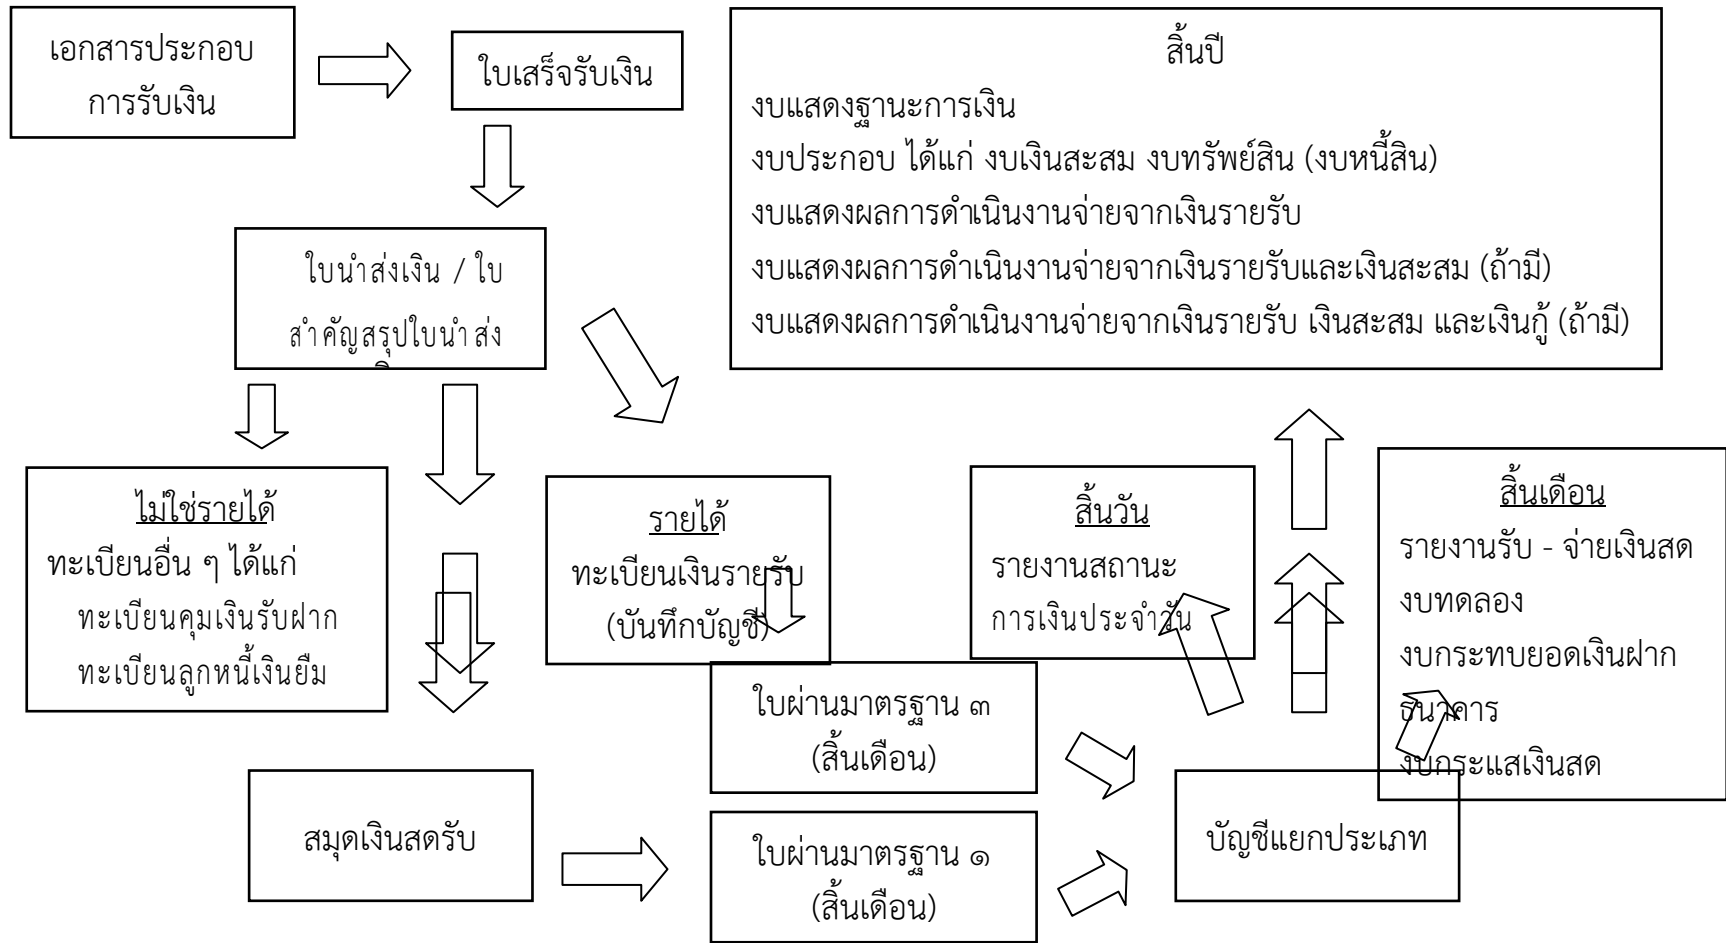 เอกสารประกอบ
การรับเงิน
ใบเสร็จรับเงิน
สิ้นปี
งบแสดงฐานะการเงิน
งบประกอบ ได้แก่ งบเงินสะสม งบทรัพย์สิน (งบหนี้สิน)
งบแสดงผลการดำเนินงานจ่ายจากเงินรายรับ
งบแสดงผลการดำเนินงานจ่ายจากเงินรายรับและเงินสะสม (ถ้ามี)
งบแสดงผลการดำเนินงานจ่ายจากเงินรายรับ เงินสะสม และเงินกู้ (ถ้ามี)
ใบนำส่งเงิน / ใบ
สำคัญสรุปใบนำส่ง
ไม่ใช่รายได้
ทะเบียนอื่น ๆ ได้แก่
ทะเบียนคุมเงินรับฝาก
ทะเบียนลูกหนี้เงินยืม
รายได้
ทะเบียนเงินรายรับ
(บันทึกบัญชี)
สิ้นวัน
รายงานสถานะ
การเงินประจำวัน
สิ้นเดือน
รายงานรับ - จ่ายเงินสด
งบทดลอง
งบกระทบยอดเงินฝาก
ธนาคาร
งบกระแสเงินสด
ใบผ่านมาตรฐาน ๓
(สิ้นเดือน)
สมุดเงินสดรับ
ใบผ่านมาตรฐาน ๑
(สิ้นเดือน)
บัญชีแยกประเภท